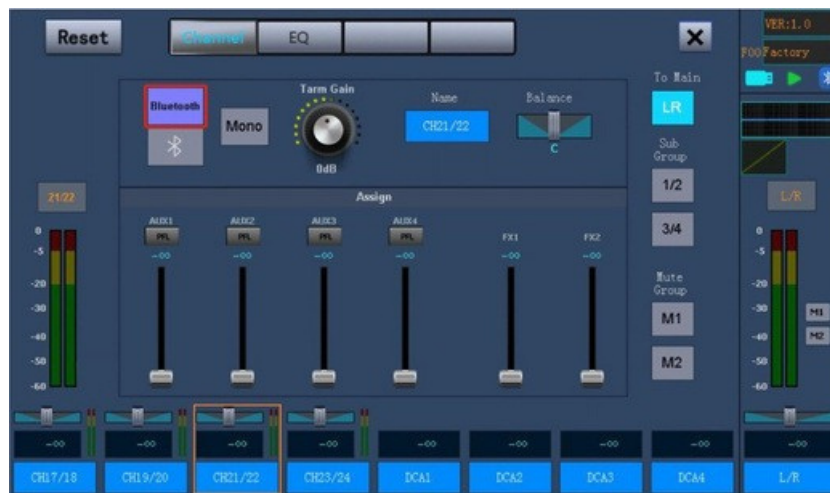 Reset
Channel
EQ
VER:1.0
F00Factory
To Main
LR
Tarm Gain
Name
Balance
Bluetooth
Mono
CH21/22
C
0dB
Sub
Group
1/2
3/4
21/22
Assign
L/R
AUX1
AUX2
AUX3
AUX4
PFL
PFL
PFL
PFL
FX1
FX2
-∞
-∞
-∞
-∞
-∞
-∞
0
-5
-20
-30
-40
-50
-60
Mute
Group
M1
M2
0
-5
-20
-30
-40
-50
-60
M1
M2
-∞
-∞
-∞
-∞
-∞
-∞
-∞
-∞
-∞
CH17/18
CH19/20
CH21/22
CH23/24
DCA1
DCA2
DCA3
DCA4
L/R